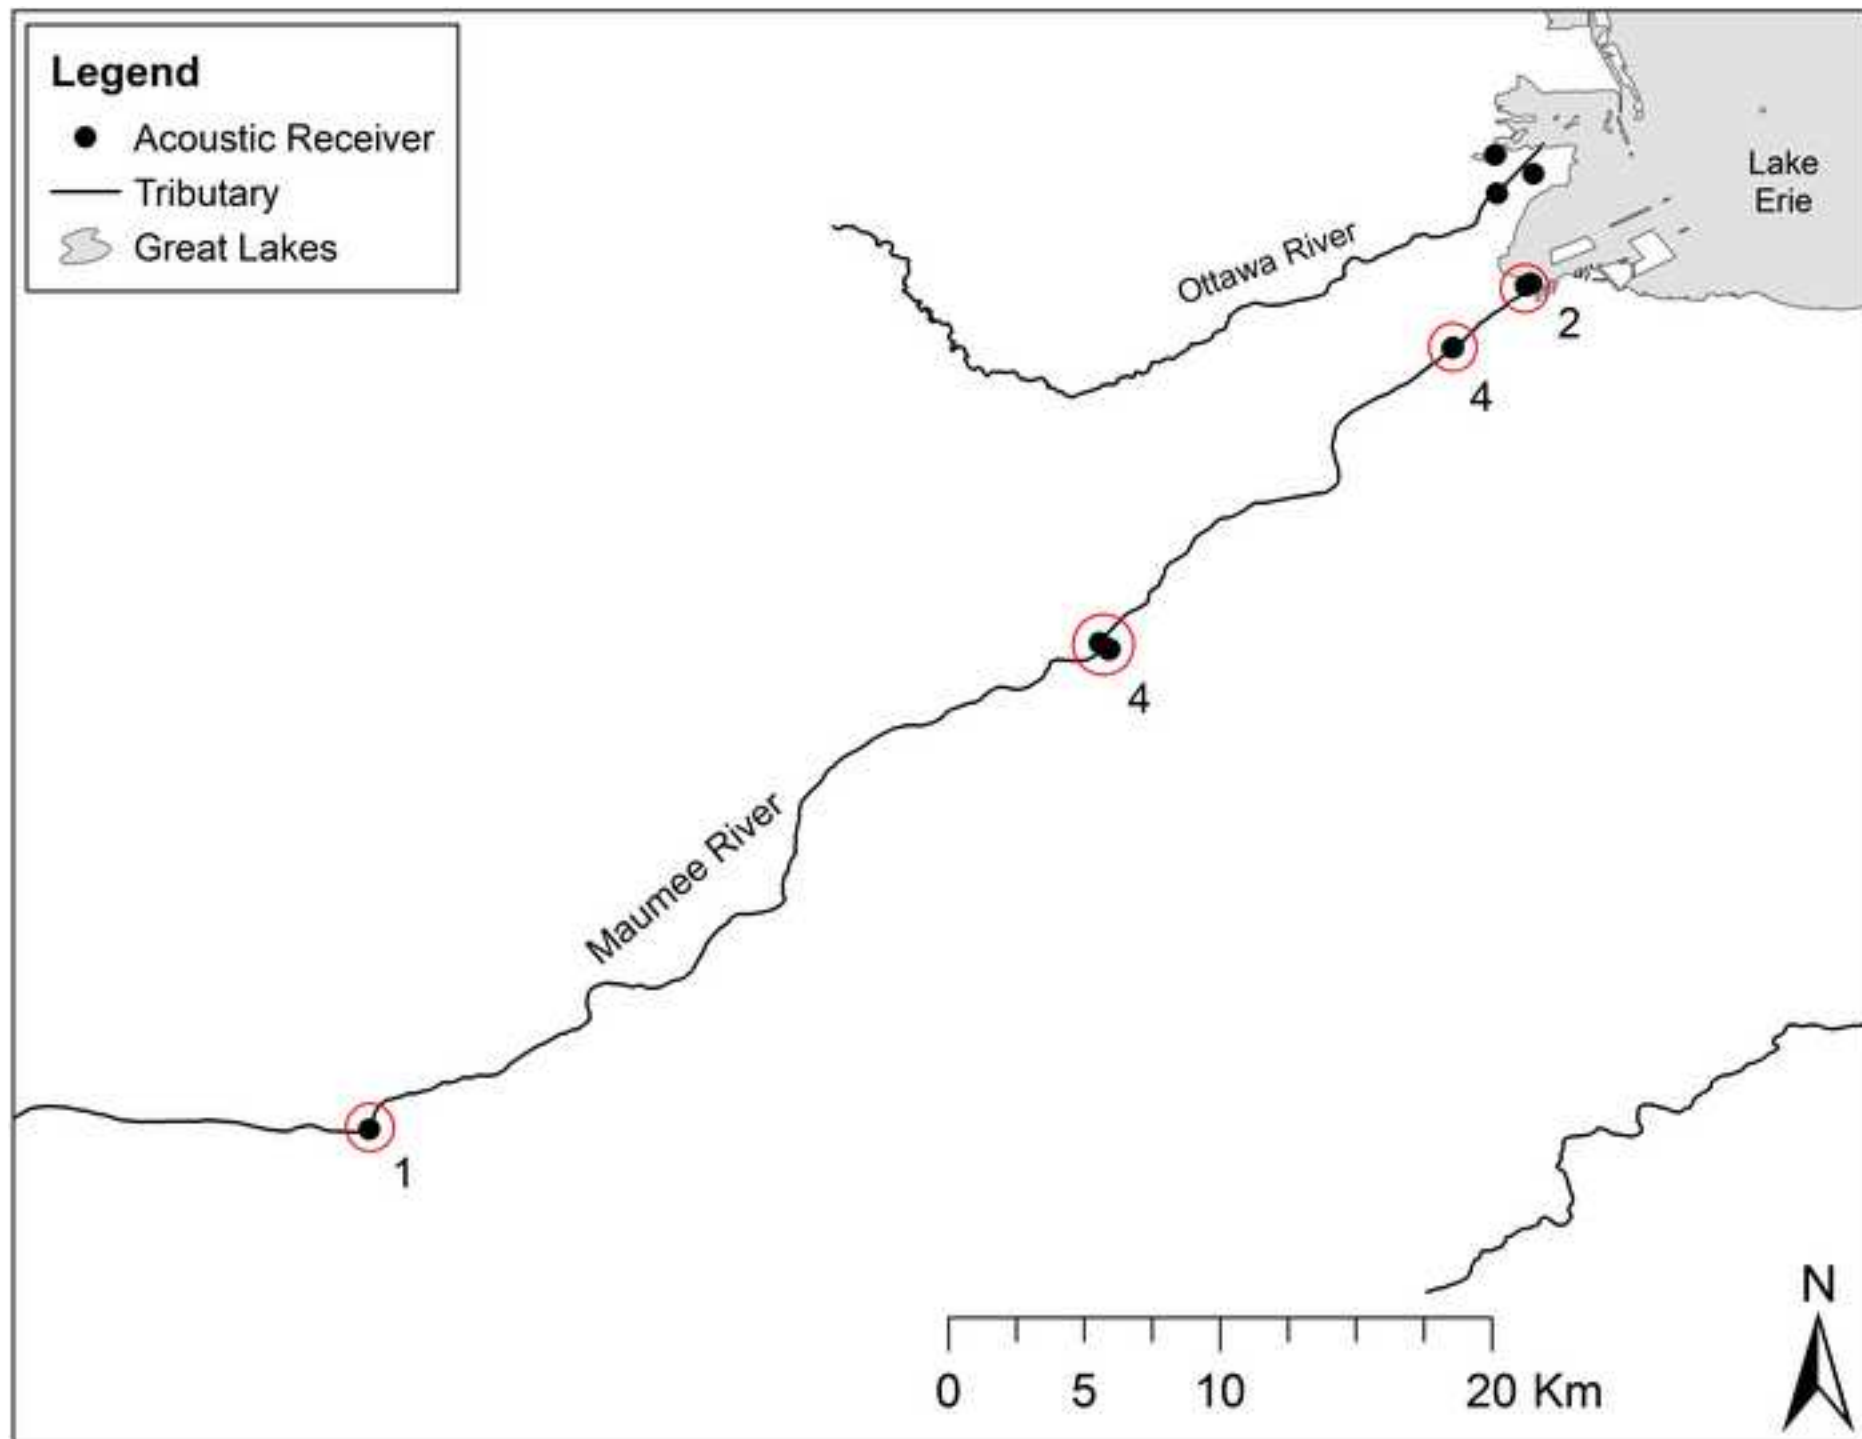 Legend
Acoustic Receiver
Tributary
Great Lakes
Lake
Erie
Ottawa River
2
4
4
Maumee River
1
N
0 5 10 20 Km